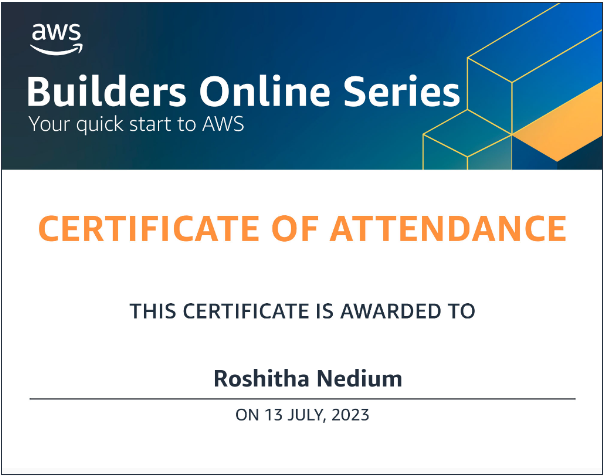 aws
Builders Online Series
Your quick start to AWS
CERTIFICATE OF ATTENDANCE
THIS CERTIFICATE IS AWARDED TO
Roshitha Nedium
ON 13 JULY, 2023